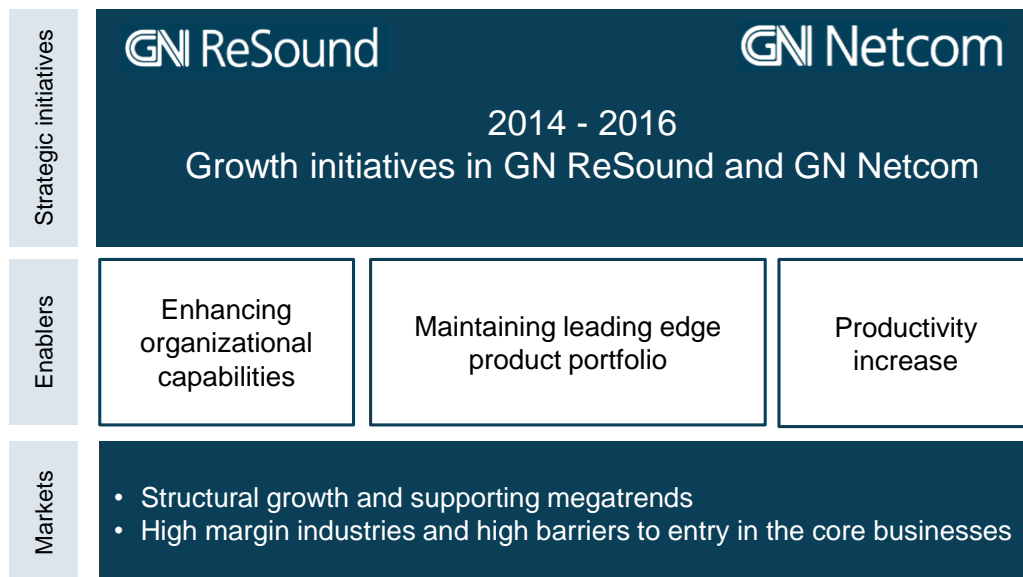 Strategic initiatives
GN ReSound
GN Netcom
2014 - 2016
Growth initiatives in GN ReSound and GN Netcom
Enablers
Enhancing
organizational
capabilities
Maintaining leading edge
product portfolio
Productivity
increase
Markets
• Structural growth and supporting megatrends
• High margin industries and high barriers to entry in the core businesses